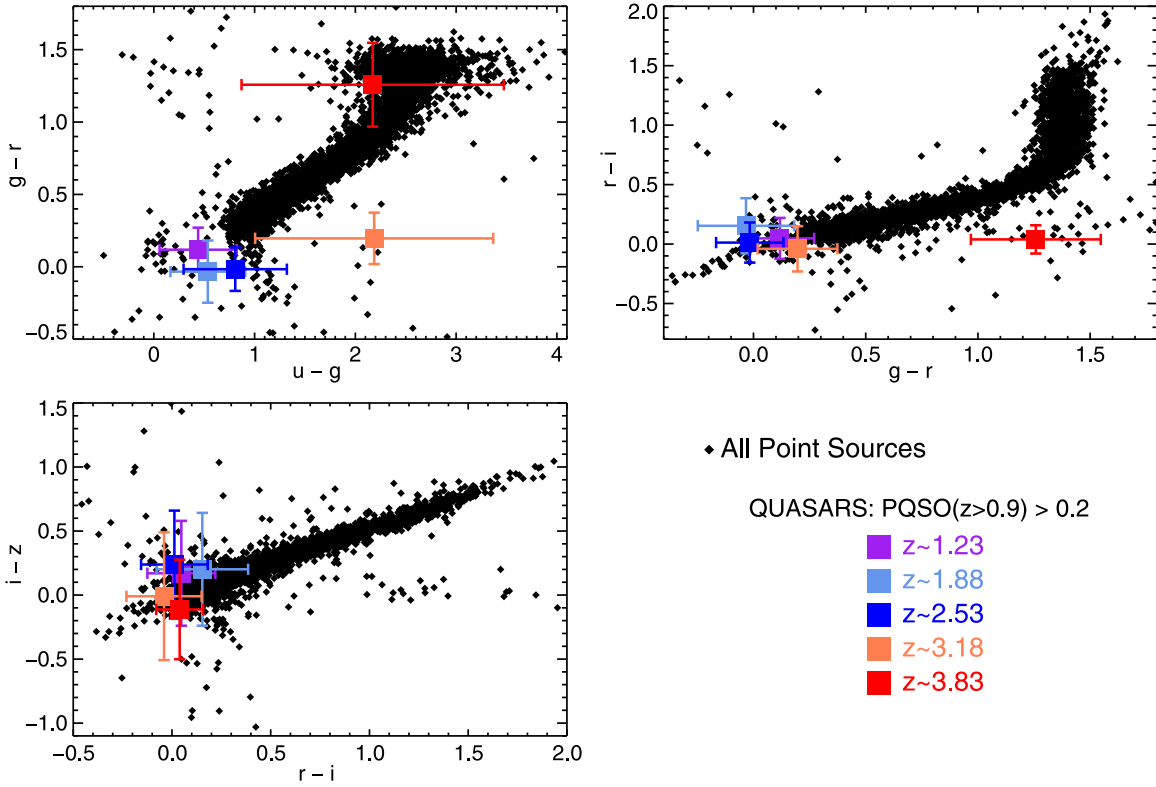 1.5
1.0
0.5
0.0
−0.5
g − r
0 1 2 3 4
u − g
2.0
1.5
1.0
0.5
0.0
−0.5
r − i
0.0 0.5 1.0 1.5
g − r
1.5
1.0
0.5
0.0
−0.5
−1.0
i − z
−0.5 0.0 0.5 1.0 1.5 2.0
r − i
All Point Sources
QUASARS: PQSO(z>0.9) > 0.2
z~1.23
z~1.88
z~2.53
z~3.18
z~3.83